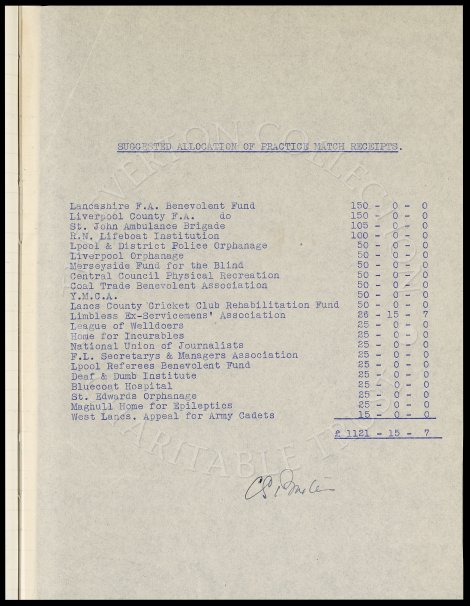 SUGGESTED ALLOCATION OF PRACTICE MATCH RECEIPTS.
Lancashire F.A. Benevolent Fund 150 - 0 - 0
Liverpool County F.A. do 150 - 0 - 0
St. John Ambulance Brigade 105 - 0 - 0
R.N. Lifeboat Institution 100 - 0 - 0
Lpool & District Police Orphanage 50 - 0 - 0
Liverpool Orphanage 50 - 0 - 0
Merseyside Fund for the Blind 50 - 0 - 0
Central Council Physical Recreation 50 - 0 - 0
Coal Trade Benevolent Association 50 - 0 - 0
Y.M.C.A. 50 - 0 - 0
Lancs County Cricket Club Rehabilitation Fund 50 - 0 - 0
Limbless Ex-Servicemens' Association 26 - 15 - 7
League of Welldoers 25 - 0 - 0
Home for Incurables 25 - 0 - 0
National Union of Journalists 25 - 0 - 0
F.L. Secretarys & Managers Association 25 - 0 - 0
Lpool Referees Benevolent Fund 25 - 0 - 0
Deaf & Dumb Institute 25 - 0 - 0
Bluecoat Hospital 25 - 0 - 0
St. Edwards Orphanage 25 - 0 - 0
Maghull Home for Epileptics 25 - 0 - 0
West Lancs. Appeal for Army Cadets 15 - 0 - 0
£ 1121 - 15 - 7